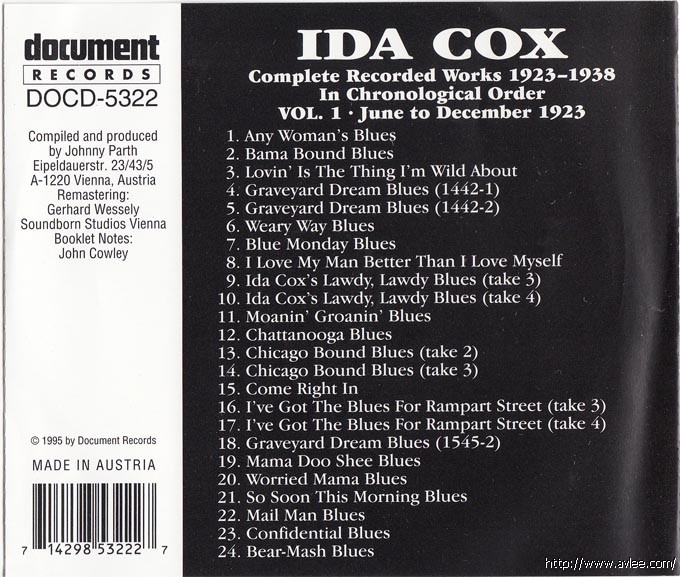 document
RECORDS
DOCD-5322
Compiled and produced
by Johnny Parth
Eipeldauerstr. 23/43/5
A-1220 Vienna, Austria
Remastering:
Gerhard Wessely
Soundborn Studios Vienna
Booklet Notes:
John Cowley
© 1995 by Document Records
MADE IN AUSTRIA
7 14298 53222 7
IDA COX
Complete Recorded Works 1923–1938
In Chronological Order
VOL. 1 · June to December 1923
1. Any Woman's Blues
2. Bama Bound Blues
3. Lovin' Is The Thing I'm Wild About
4. Graveyard Dream Blues (1442-1)
5. Graveyard Dream Blues (1442-2)
6. Weary Way Blues
7. Blue Monday Blues
8. I Love My Man Better Than I Love Myself
9. Ida Cox's Lawdy, Lawdy Blues (take 3)
10. Ida Cox's Lawdy, Lawdy Blues (take 4)
11. Moanin' Groanin' Blues
12. Chattanooga Blues
13. Chicago Bound Blues (take 2)
14. Chicago Bound Blues (take 3)
15. Come Right In
16. I've Got The Blues For Rampart Street (take 3)
17. I've Got The Blues For Rampart Street (take 4)
18. Graveyard Dream Blues (1545-2)
19. Mama Doo Shee Blues
20. Worried Mama Blues
21. So Soon This Morning Blues
22. Mail Man Blues
23. Confidential Blues
24. Bear-Mash Blues
http://www.avlee.com/